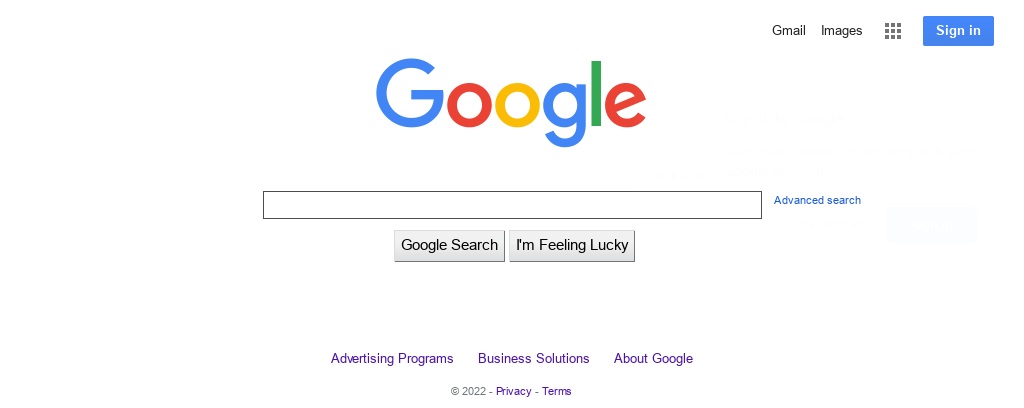 Gmail Images Sign in
Google
Advanced search
Google Search I'm Feeling Lucky
Advertising Programs Business Solutions About Google
© 2022 - Privacy - Terms